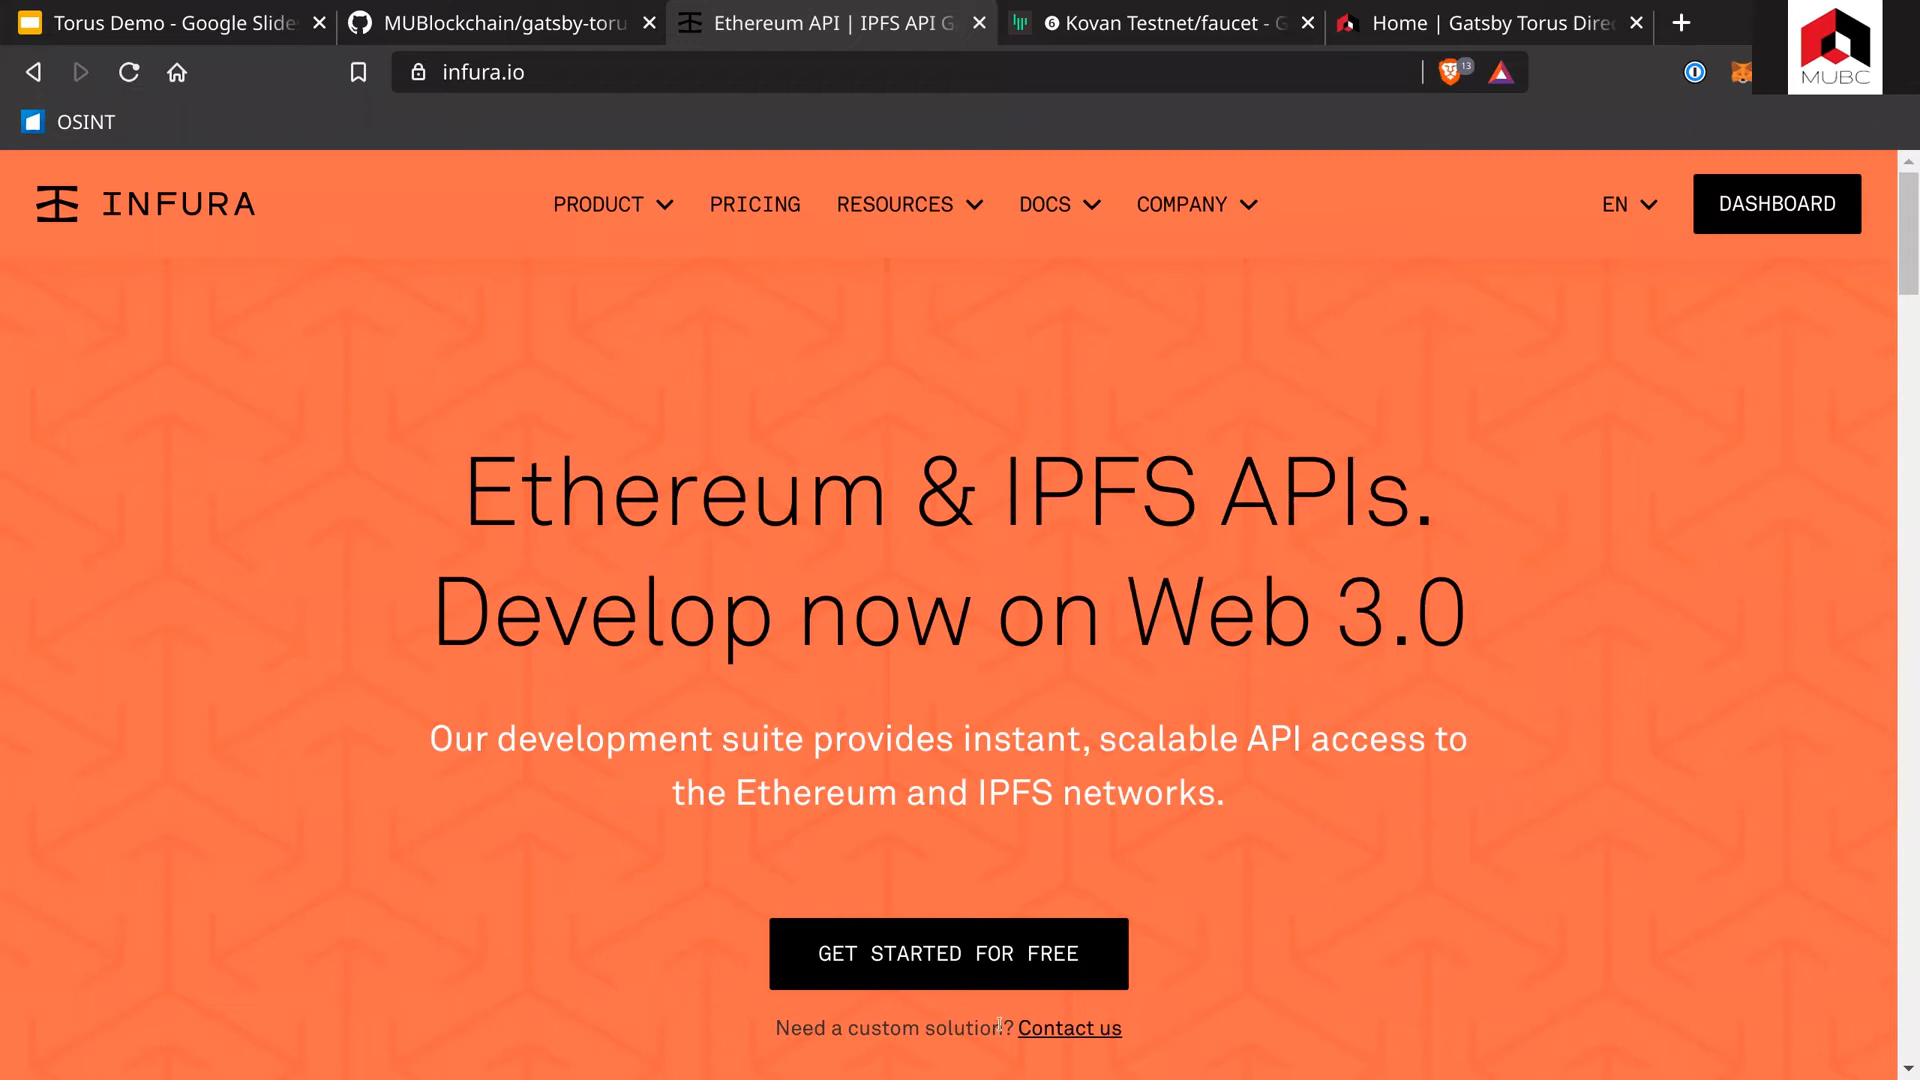 Torus Demo - Google Slide
MUBlockchain/gatsby-toru
Ethereum API | IPFS API G
Kovan Testnet/faucet - G
Home | Gatsby Torus Dire
infura.io
13
MUBC
OSINT
INFURA
PRODUCT
PRICING
RESOURCES
DOCS
COMPANY
EN
DASHBOARD
Ethereum & IPFS APIs.
Develop now on Web 3.0
Our development suite provides instant, scalable API access to
the Ethereum and IPFS networks.
GET STARTED FOR FREE
Need a custom solution? Contact us